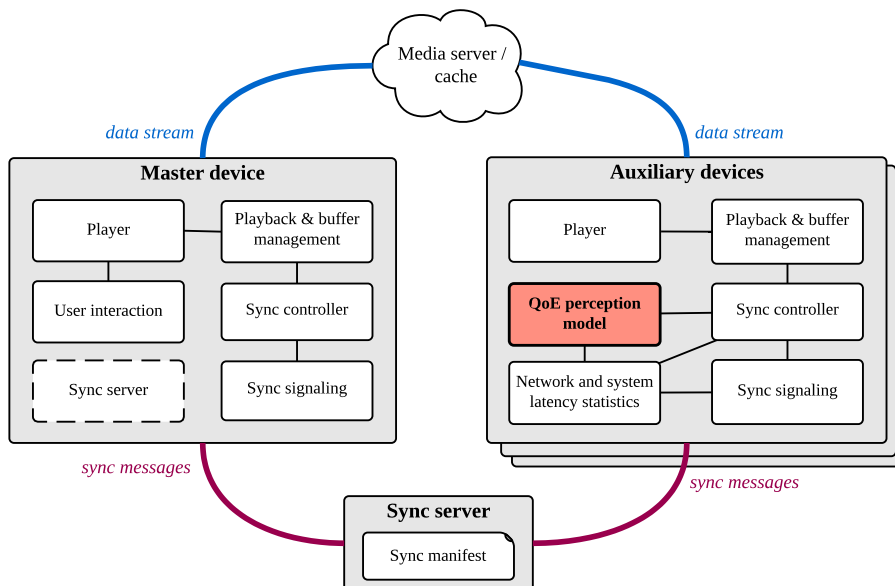 Media server /
cache
data stream
data stream
Master device
Player
Playback & buffer
management
User interaction
Sync controller
Sync server
Sync signaling
Auxiliary devices
Player
Playback & buffer
management
QoE perception
model
Sync controller
Network and system
latency statistics
Sync signaling
sync messages
sync messages
Sync server
Sync manifest